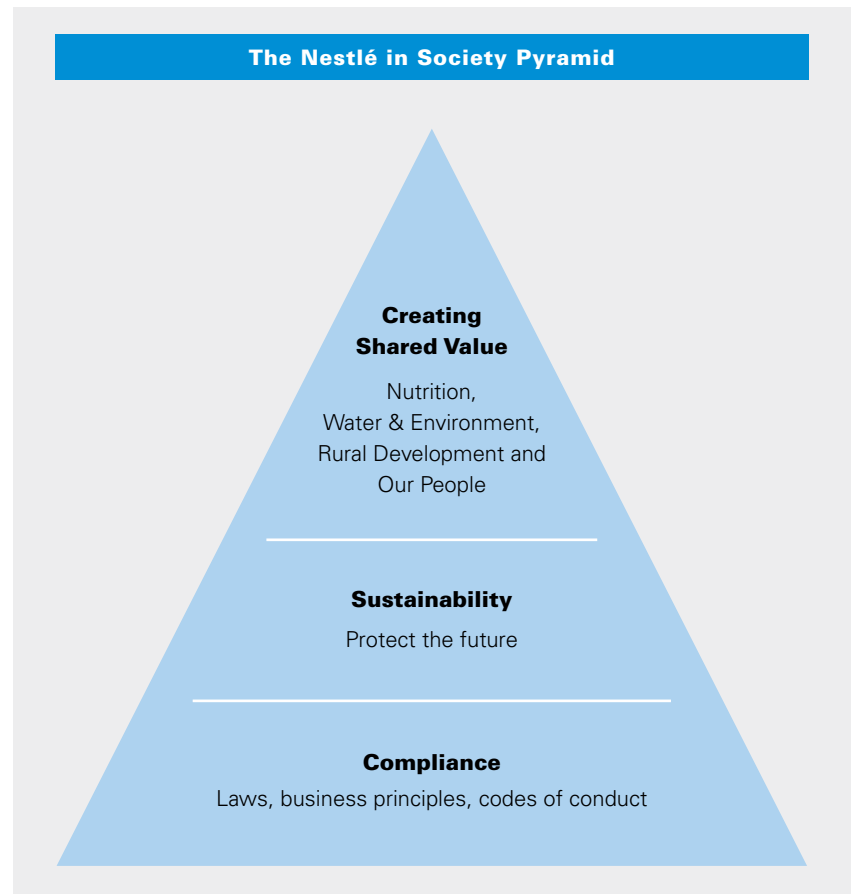 The Nestlé in Society Pyramid
Creating
Shared Value
Nutrition,
Water & Environment,
Rural Development and
Our People
Sustainability
Protect the future
Compliance
Laws, business principles, codes of conduct